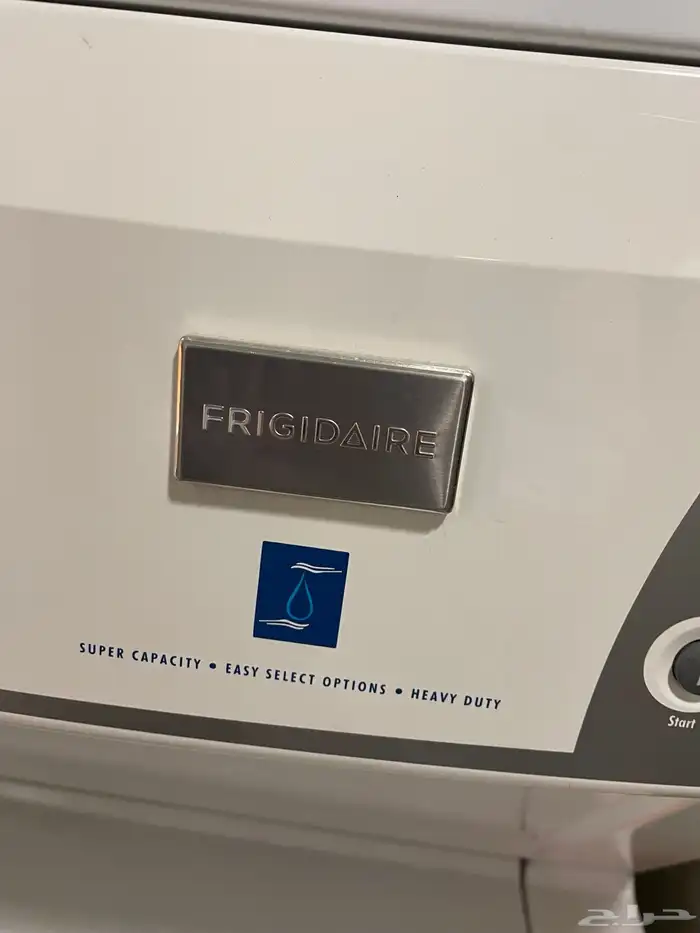 FRIGIDAIRE
SUPER CAPACITY • EASY SELECT OPTIONS • HEAVY DUTY
Start
حراج